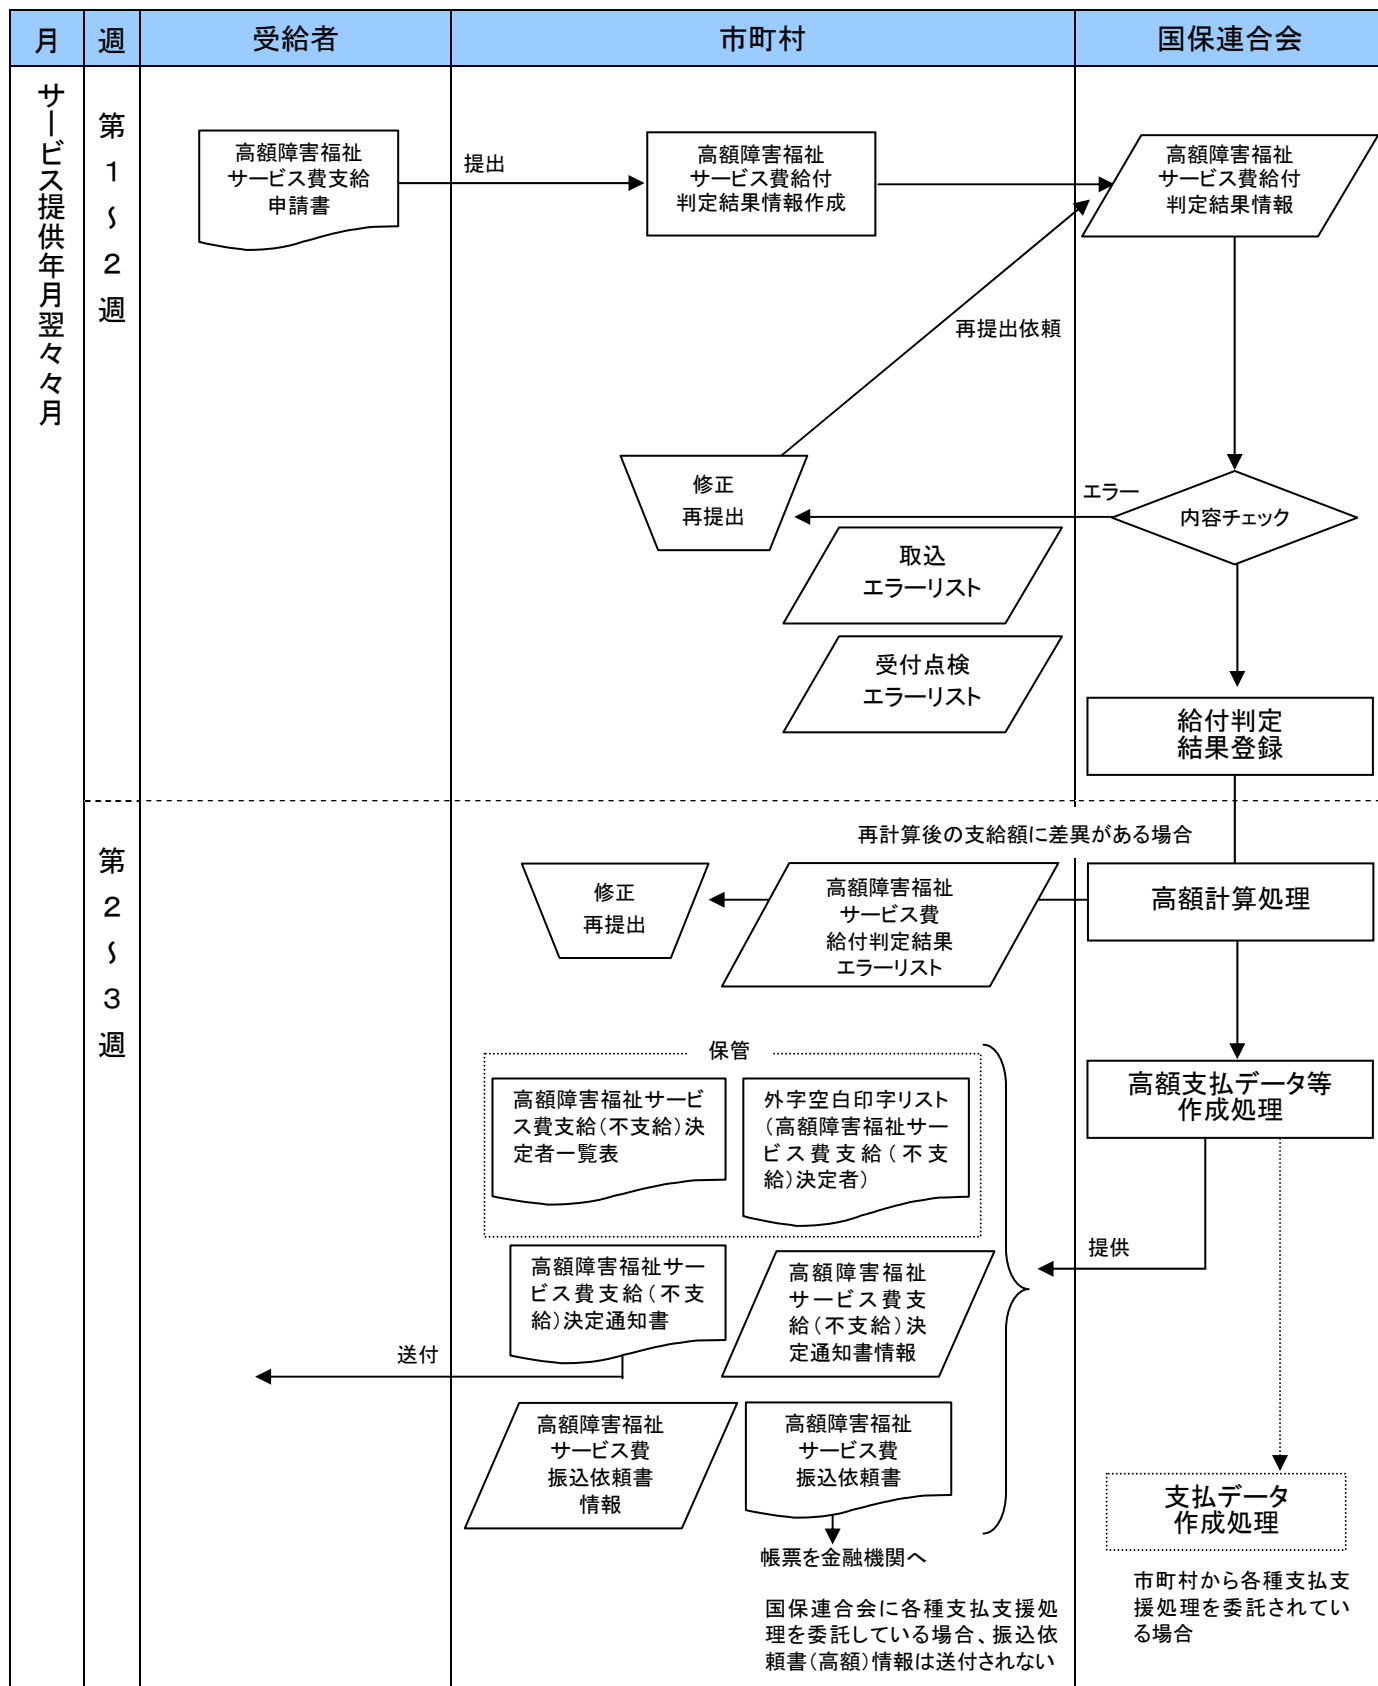 月
週
受給者
市町村
国保連合会
サービス提供年月翌々々月
第１～２週
高額障害福祉
サービス費支給
申請書
提出
高額障害福祉
サービス費給付
判定結果情報作成
高額障害福祉
サービス費給付
判定結果情報
再提出依頼
修正
再提出
エラー
内容チェック
取込
エラーリスト
受付点検
エラーリスト
給付判定
結果登録
第２～３週
再計算後の支給額に差異がある場合
修正
再提出
高額障害福祉
サービス費
給付判定結果
エラーリスト
高額計算処理
保管
高額障害福祉サービ
ス費支給（不支給）決
定者一覧表
外字空白印字リスト
（高額障害福祉サー
ビス費支給（不支
給）決定者）
高額支払データ等
作成処理
提供
高額障害福祉サー
ビス費支給（不支
給）決定通知書
高額障害福祉
サービス費支
給（不支給）決
定通知書情報
送付
高額障害福祉
サービス費
振込依頼書
情報
高額障害福祉
サービス費
振込依頼書
支払データ
作成処理
帳票を金融機関へ
市町村から各種支払支
援処理を委託されてい
る場合
国保連合会に各種支払支援処
理を委託している場合、振込依
頼書（高額）情報は送付されない